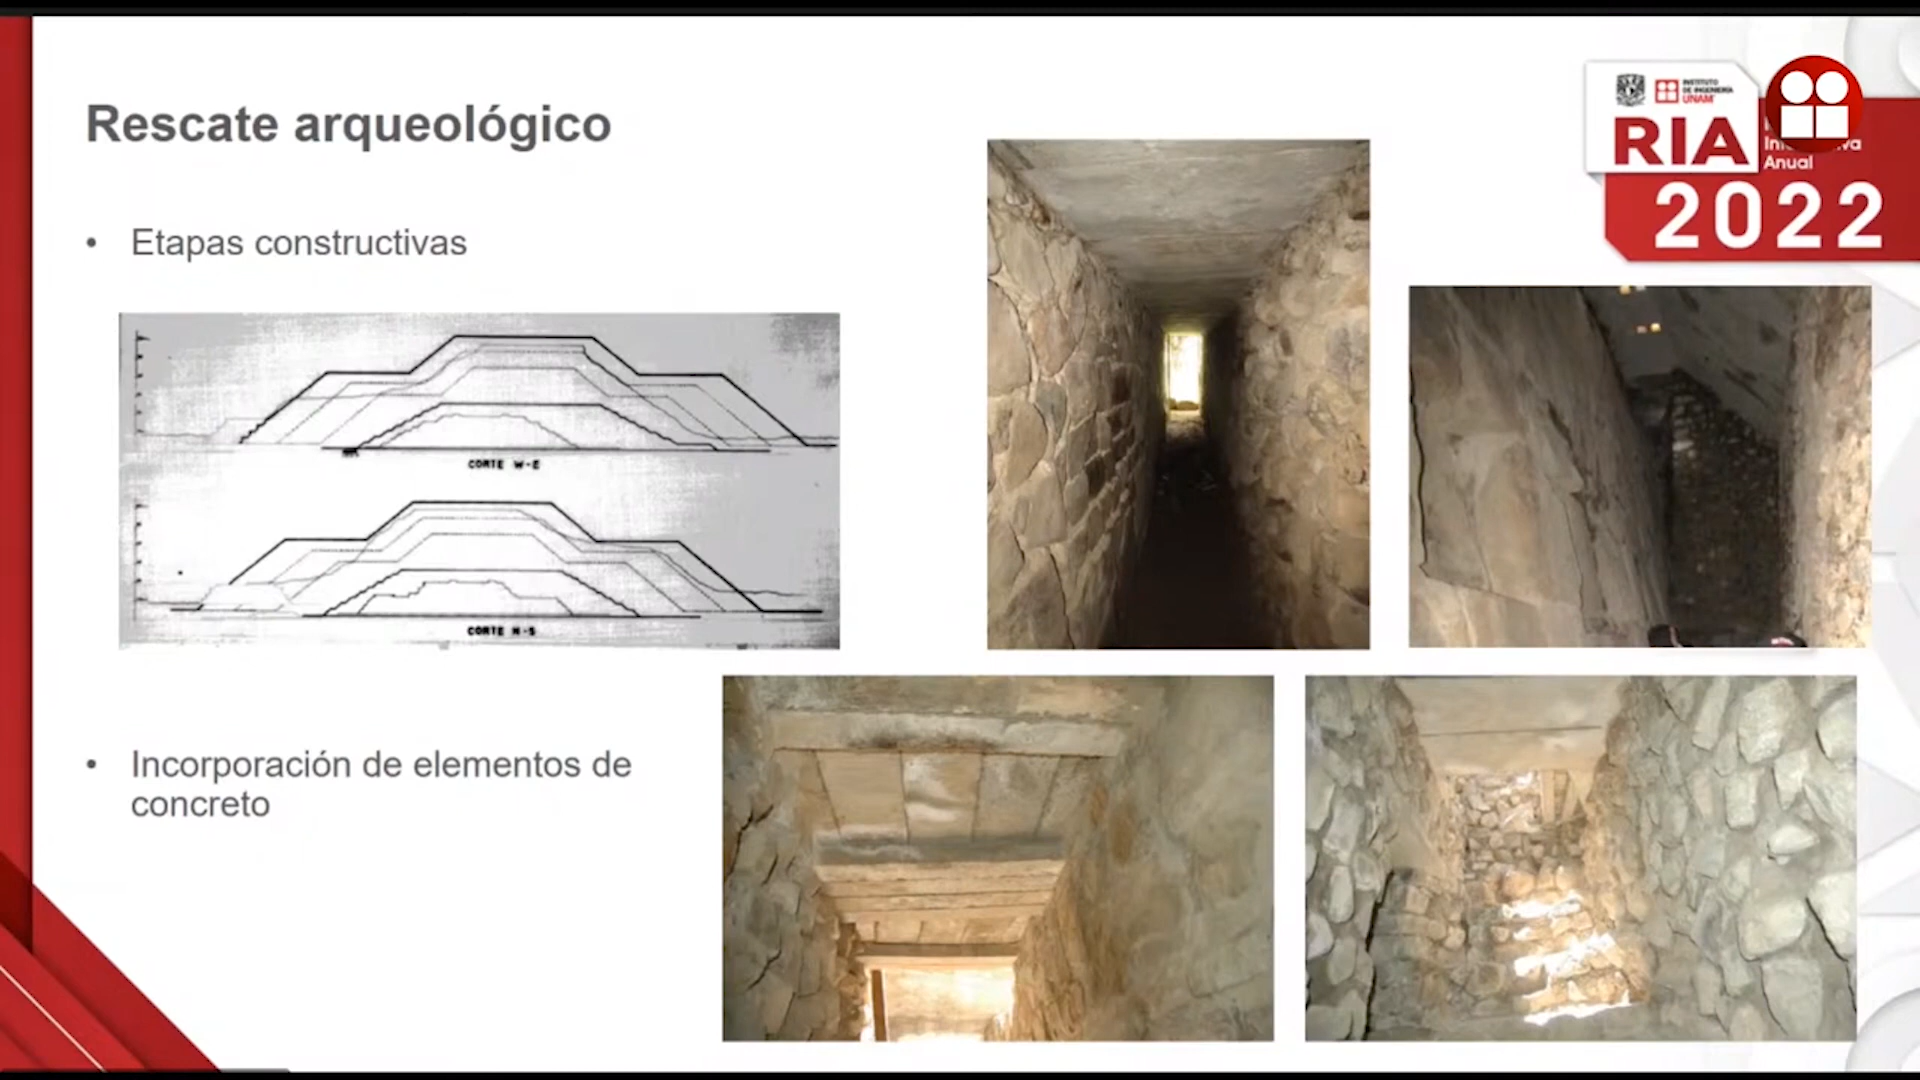 Rescate arqueológico
INSTITUTO
DE INGENIERÍA
UNAM
RIA
Anual
2022
• Etapas constructivas
CORTE W-E
CORTE N-S
• Incorporación de elementos de
concreto